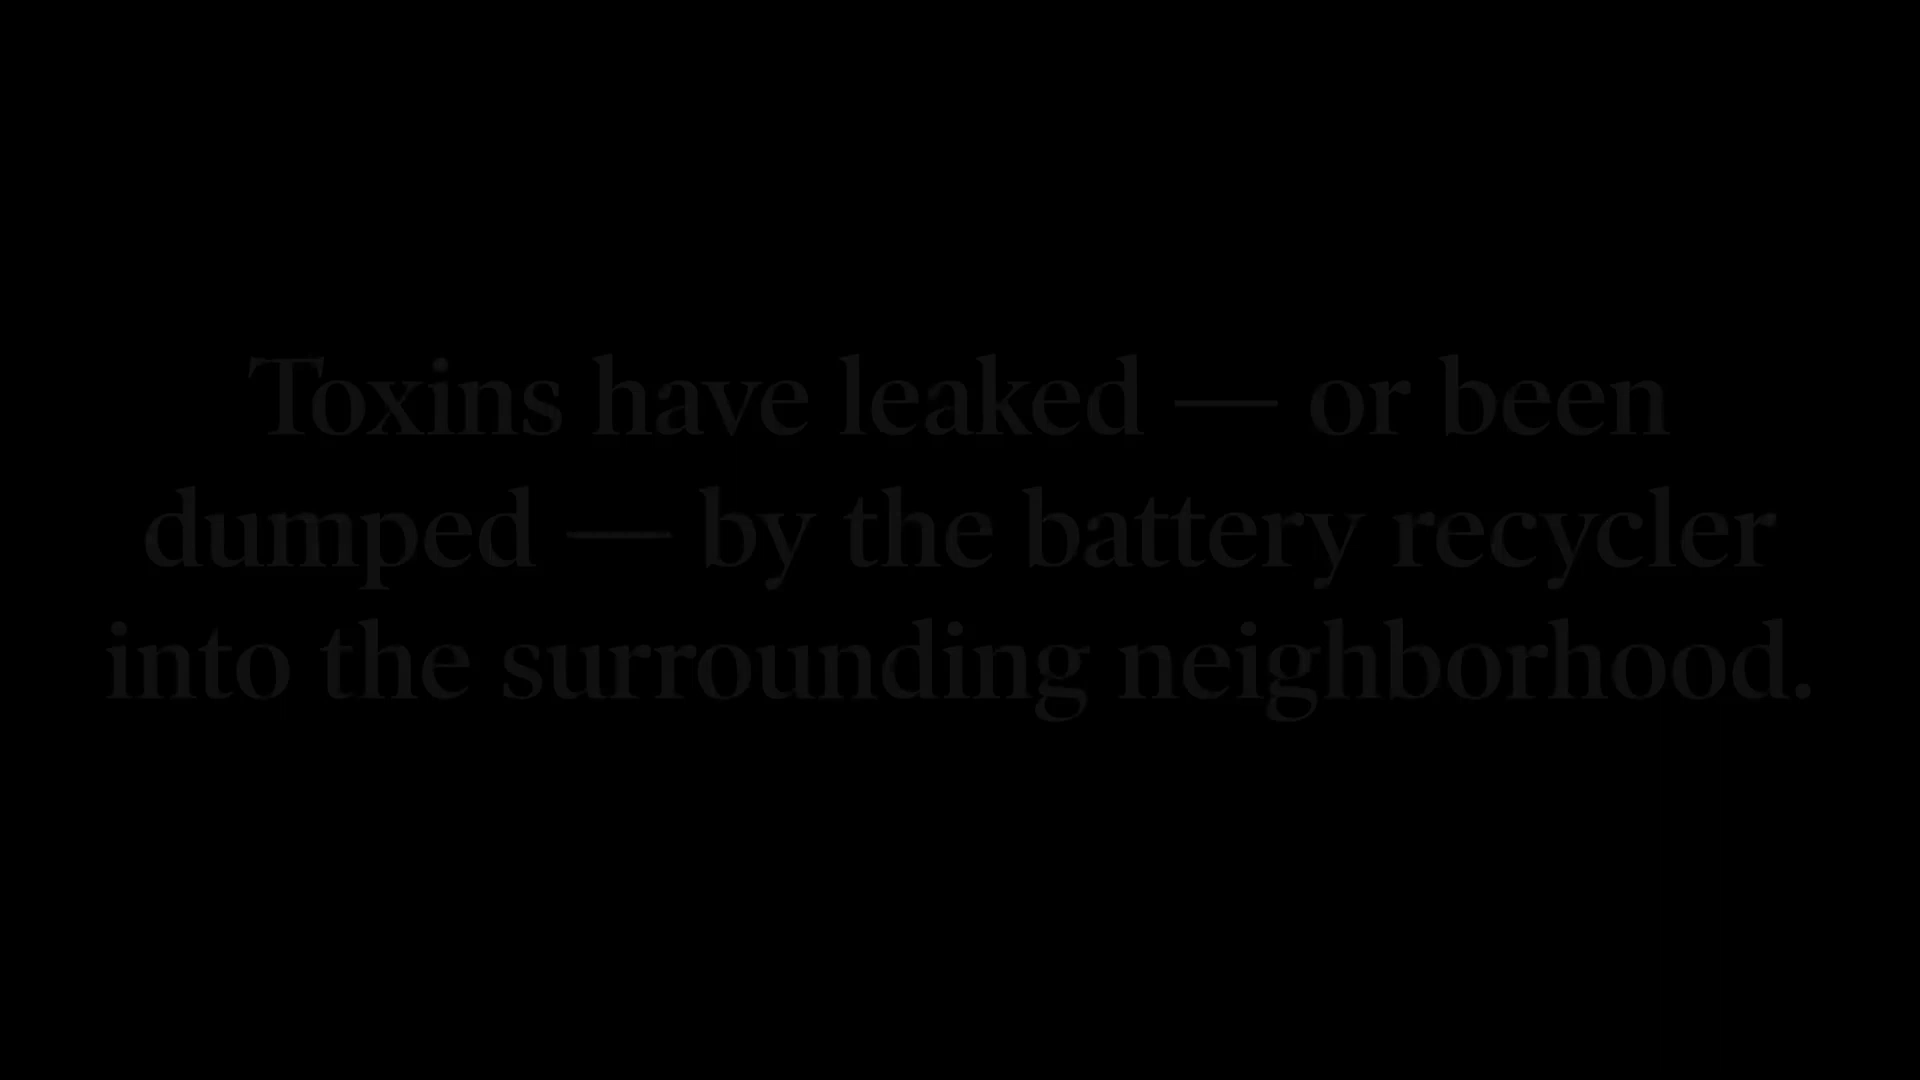 Toxins have leaked — or been
dumped — by the battery recycler
into the surrounding neighborhood.